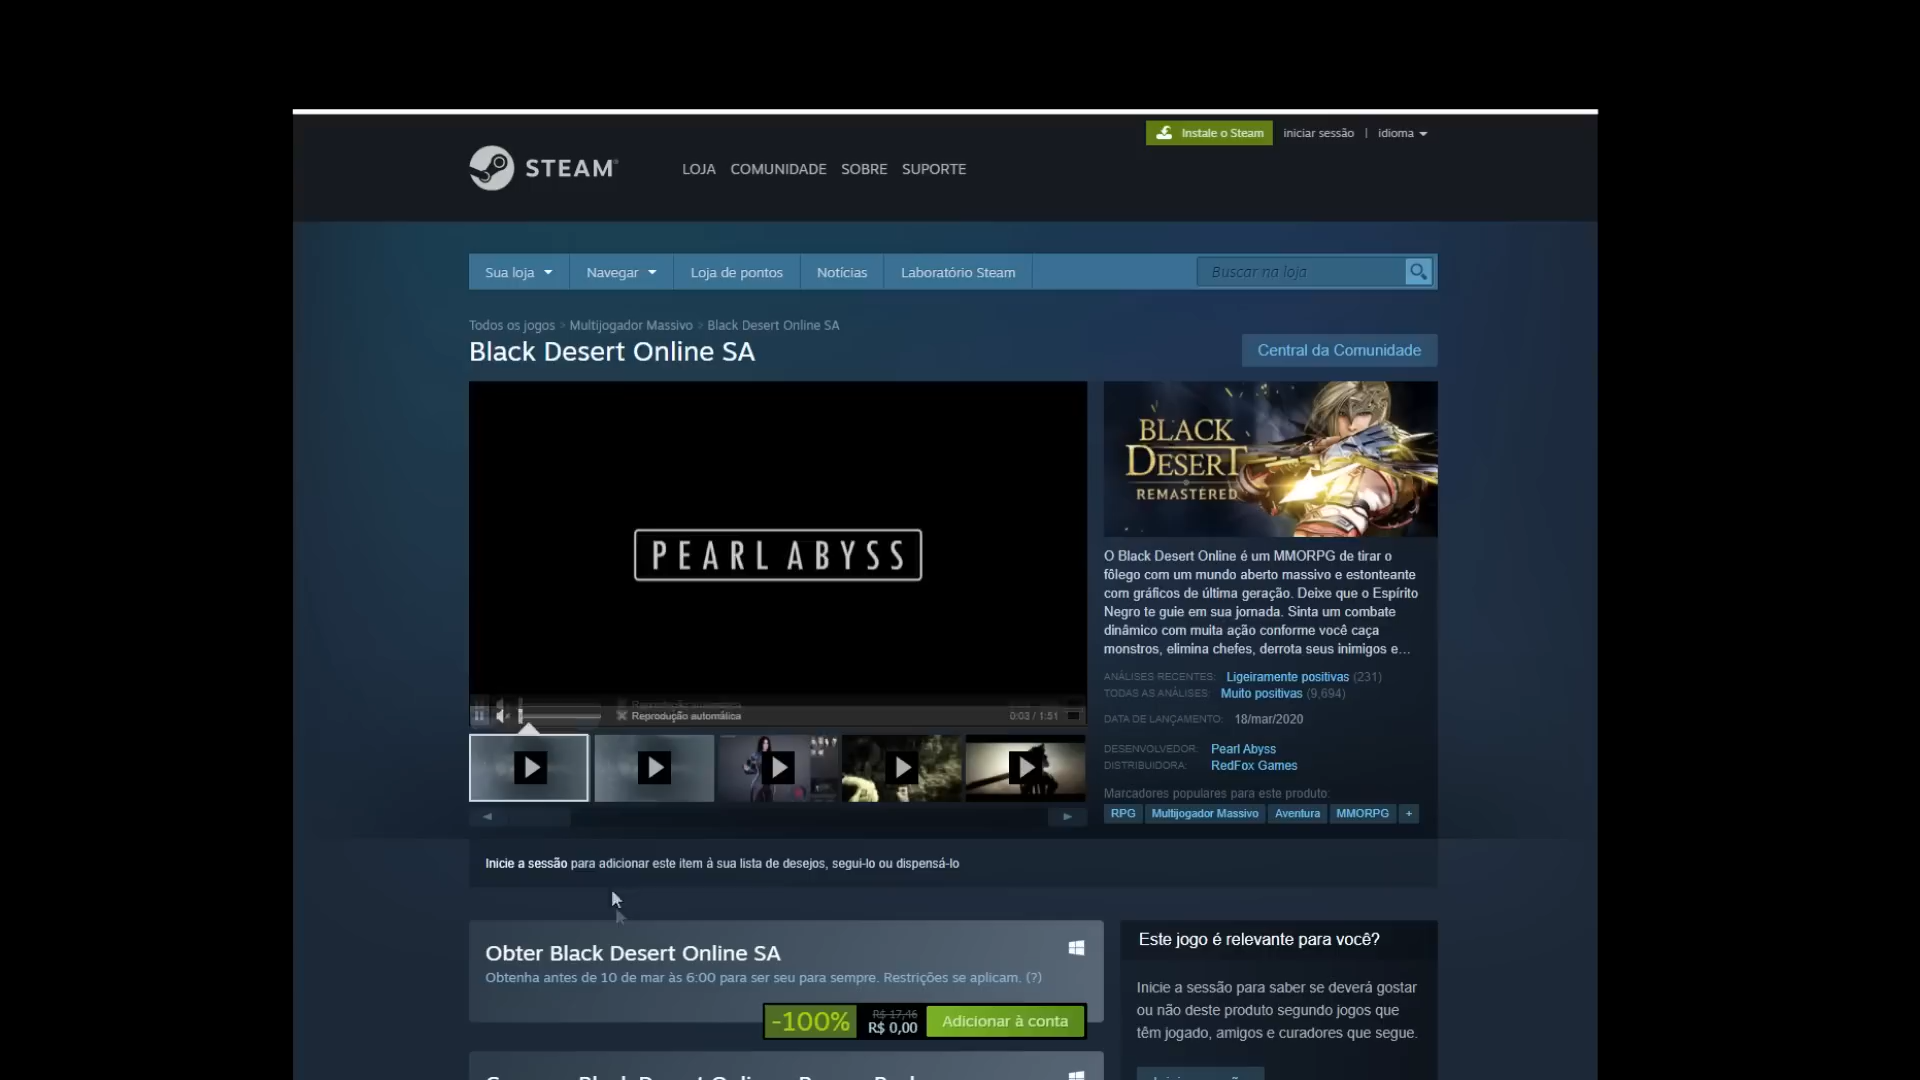 Instale o Steam
iniciar sessão | idioma
STEAM
LOJA COMUNIDADE SOBRE SUPORTE
Sua loja
Navegar
Loja de pontos
Notícias
Laboratório Steam
Buscar na loja
Todos os jogos > Multijogador Massivo > Black Desert Online SA
Black Desert Online SA
Central da Comunidade
PEARL ABYSS
Reprodução automática
0:03 / 1:51
BLACK
DESERT
REMASTERED
O Black Desert Online é um MMORPG de tirar o
fôlego com um mundo aberto massivo e estonteante
com gráficos de última geração. Deixe que o Espírito
Negro te guie em sua jornada. Sinta um combate
dinâmico com muita ação conforme você caça
monstros, elimina chefes, derrota seus inimigos e...
ANÁLISES RECENTES: Ligeiramente positivas (231)
TODAS AS ANÁLISES: Muito positivas (9,694)
DATA DE LANÇAMENTO: 18/mar/2020
DESENVOLVEDOR: Pearl Abyss
DISTRIBUIDORA: RedFox Games
Marcadores populares para este produto:
RPG Multijogador Massivo Aventura MMORPG +
Inicie a sessão para adicionar este item à sua lista de desejos, segui-lo ou dispensá-lo
Obter Black Desert Online SA
Obtenha antes de 10 de mar às 6:00 para ser seu para sempre. Restrições se aplicam. (?)
-100%
R$ 17,46
R$ 0,00
Adicionar à conta
Este jogo é relevante para você?
Inicie a sessão para saber se deverá gostar
ou não deste produto segundo jogos que
têm jogado, amigos e curadores que segue.